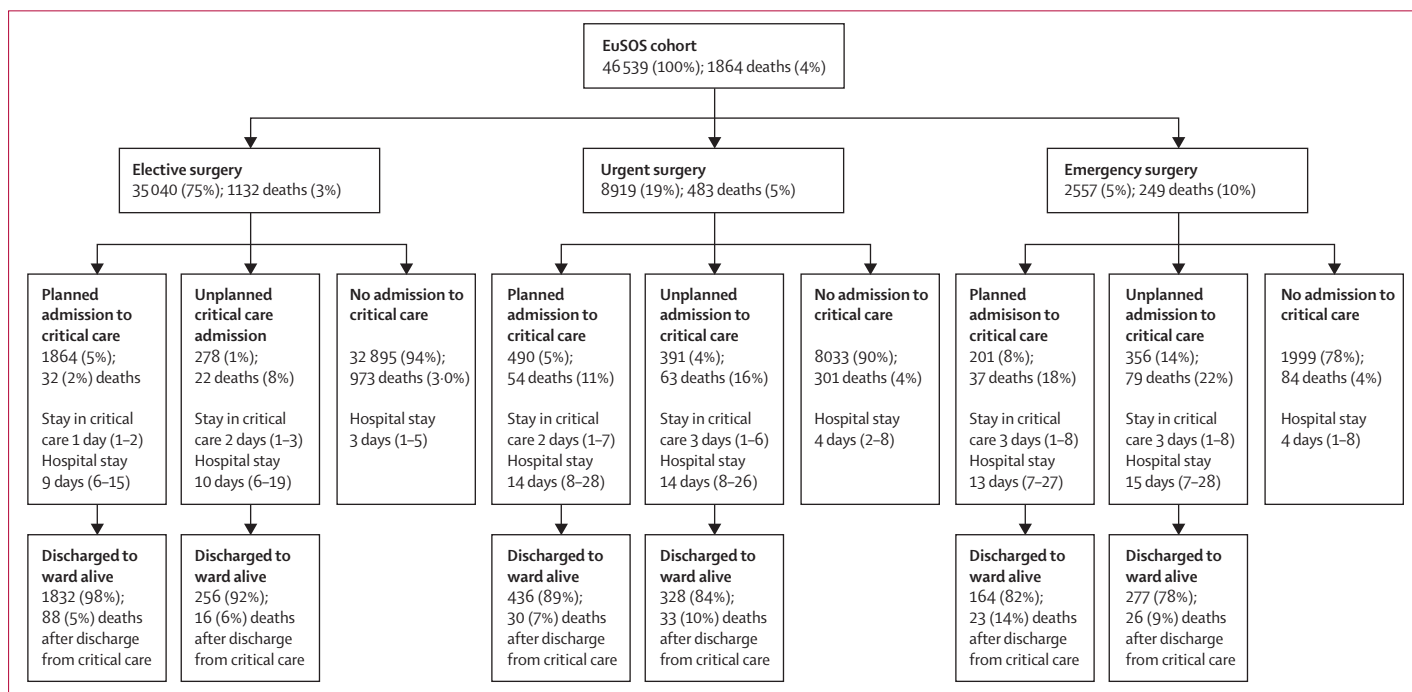 EuSOS cohort
46 539 (100%); 1864 deaths (4%)
Elective surgery
35 040 (75%); 1132 deaths (3%)
Urgent surgery
8919 (19%); 483 deaths (5%)
Emergency surgery
2557 (5%); 249 deaths (10%)
Planned
admission to
critical care
1864 (5%);
32 (2%) deaths
Stay in critical
care 1 day (1–2)
Hospital stay
9 days (6–15)
Unplanned
critical care
admission
278 (1%);
22 deaths (8%)
Stay in critical
care 2 days (1–3)
Hospital stay
10 days (6–19)
No admission to
critical care
32 895 (94%)
973 deaths (3·0%)
Hospital stay
3 days (1–5)
Planned
admission to
critical care
490 (5%);
54 deaths (11%)
Stay in critical
care 2 days (1–7)
Hospital stay
14 days (8–28)
Unplanned
admission to
critical care
391 (4%);
63 deaths (16%)
Stay in critical
care 3 days (1–6)
Hospital stay
14 days (8–26)
No admission to
critical care
8033 (90%)
301 deaths (4%)
Hospital stay
4 days (2–8)
Planned
admisison to
critical care
201 (8%);
37 deaths (18%)
Stay in critical
care 3 days (1–8)
Hospital stay
13 days (7–27)
Unplanned
admission to
critical care
356 (14%);
79 deaths (22%)
Stay in critical
care 3 days (1–8)
Hospital stay
15 days (7–28)
No admission to
critical care
1999 (78%);
84 deaths (4%)
Hospital stay
4 days (1–8)
Discharged to
ward alive
1832 (98%);
88 (5%) deaths
after discharge
from critical care
Discharged to
ward alive
256 (92%);
16 (6%) deaths
after discharge
from critical care
Discharged to
ward alive
436 (89%);
30 (7%) deaths
after discharge
from critical care
Discharged to
ward alive
328 (84%);
33 (10%) deaths
after discharge
from critical care
Discharged to
ward alive
164 (82%);
23 (14%) deaths
after discharge
from critical care
Discharged to
ward alive
277 (78%);
26 (9%) deaths
after discharge
from critical care